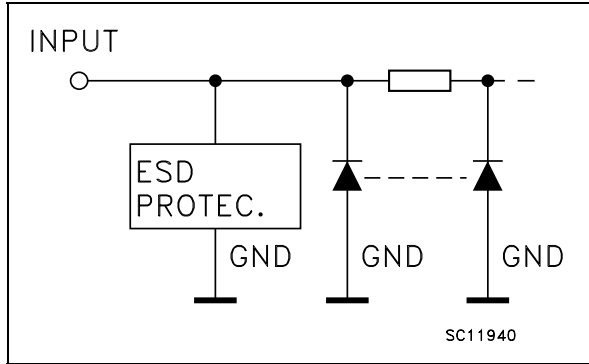 INPUT
ESD
PROTEC.
GND
GND
GND
SC11940